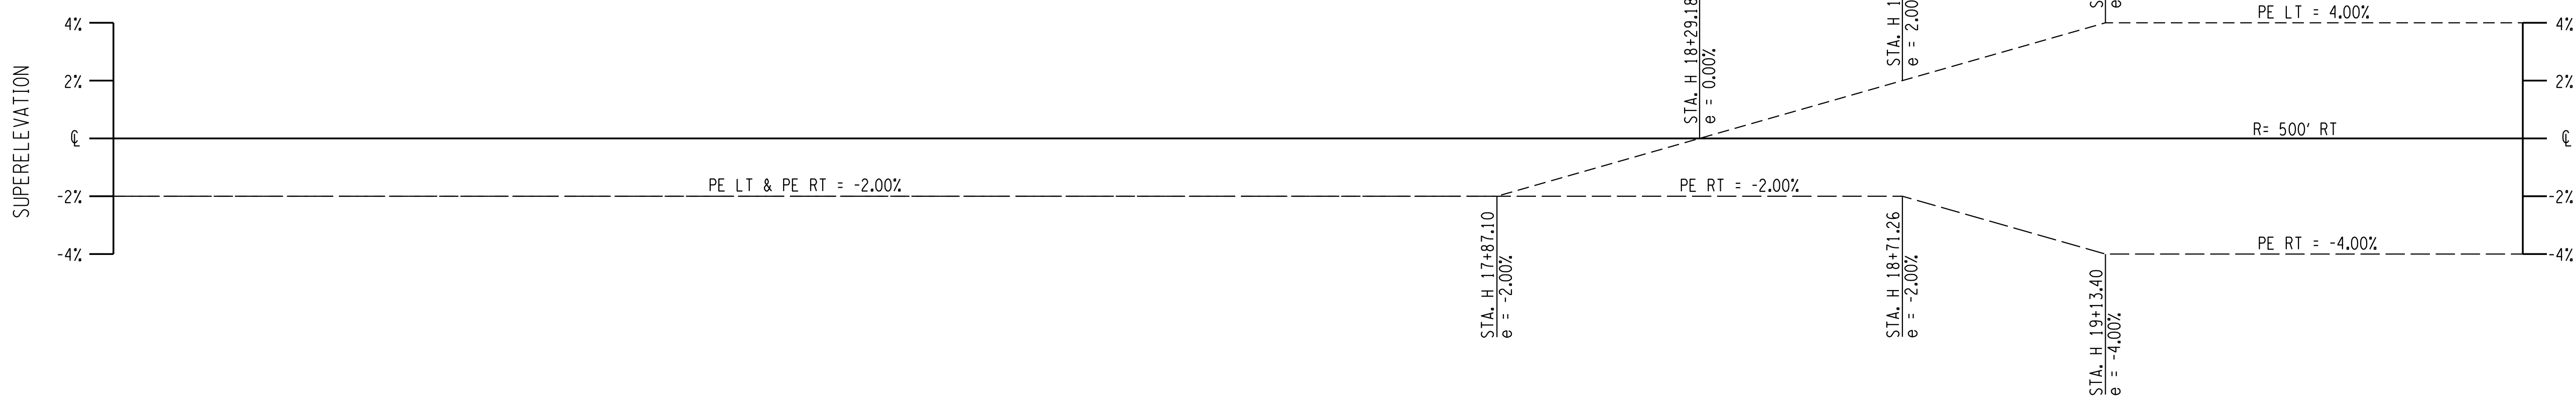 SUPERELEVATION
4%
2%
℄
-2%
-4%
PE LT & PE RT = -2.00%
STA. H 17+87.10
e = -2.00%
STA. H 18+29.18
e = 0.00%
PE RT = -2.00%
STA. H 1
e = 2.00
STA. H 18+71.26
e = -2.00%
S
e
STA. H 19+13.40
e = -4.00%
PE LT = 4.00%
R= 500' RT
PE RT = -4.00%
4%
2%
℄
-2%
-4%